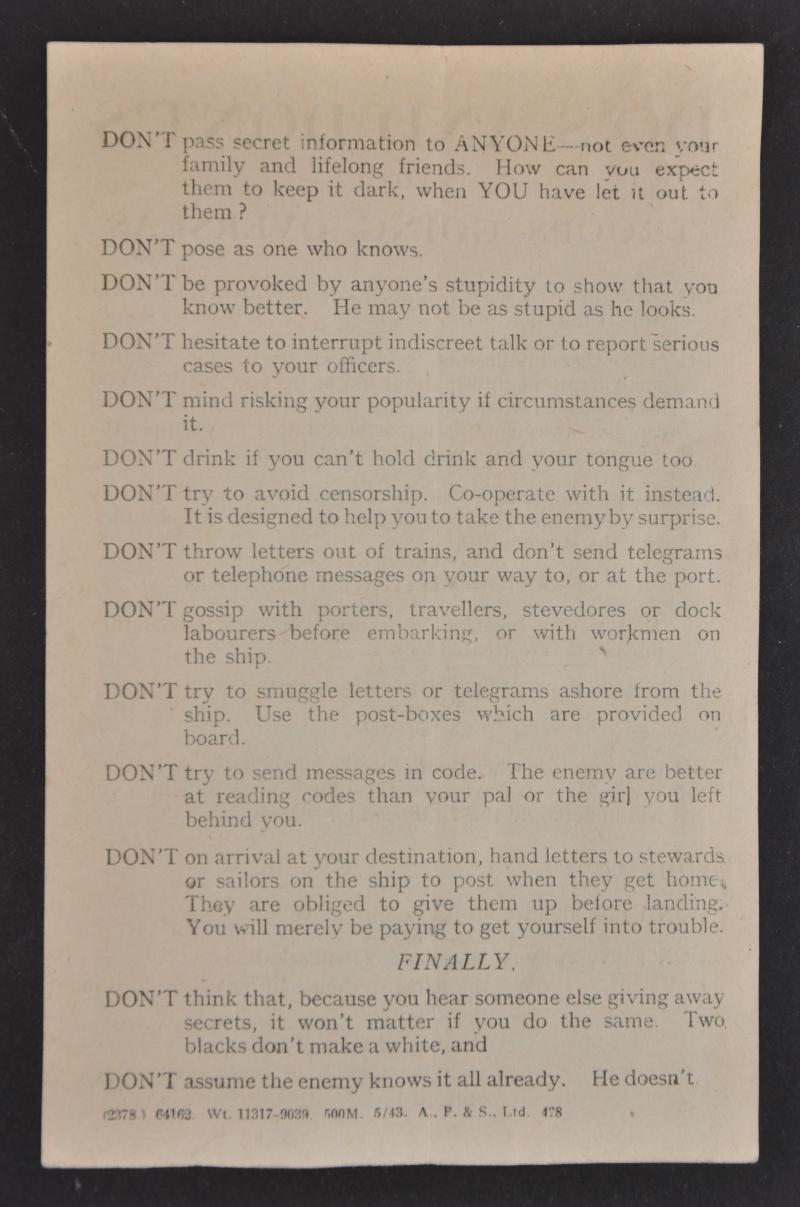 DON'T pass secret information to ANYONE—not even your
family and lifelong friends. How can you expect
them to keep it dark, when YOU have let it out to
them ?
DON'T pose as one who knows.
DON'T be provoked by anyone's stupidity to show that you
know better. He may not be as stupid as he looks.
DON'T hesitate to interrupt indiscreet talk or to report serious
cases to your officers.
DON'T mind risking your popularity if circumstances demand
it.
DON'T drink if you can't hold drink and your tongue too.
DON'T try to avoid censorship. Co-operate with it instead.
It is designed to help you to take the enemy by surprise.
DON'T throw letters out of trains, and don't send telegrams
or telephone messages on your way to, or at the port.
DON'T gossip with porters, travellers, stevedores or dock
labourers before embarking, or with workmen on
the ship.
DON'T try to smuggle letters or telegrams ashore from the
ship. Use the post-boxes which are provided on
board.
DON'T try to send messages in code. The enemy are better
at reading codes than your pal or the girl you left
behind you.
DON'T on arrival at your destination, hand letters to stewards
or sailors on the ship to post when they get home.
They are obliged to give them up before landing.
You will merely be paying to get yourself into trouble.
FINALLY,
DON'T think that, because you hear someone else giving away
secrets, it won't matter if you do the same. Two
blacks don't make a white, and
DON'T assume the enemy knows it all already. He doesn't
(2378) 64162 Wt. 11317-9039 500M. 5/43. A., P. & S., Ltd. 428